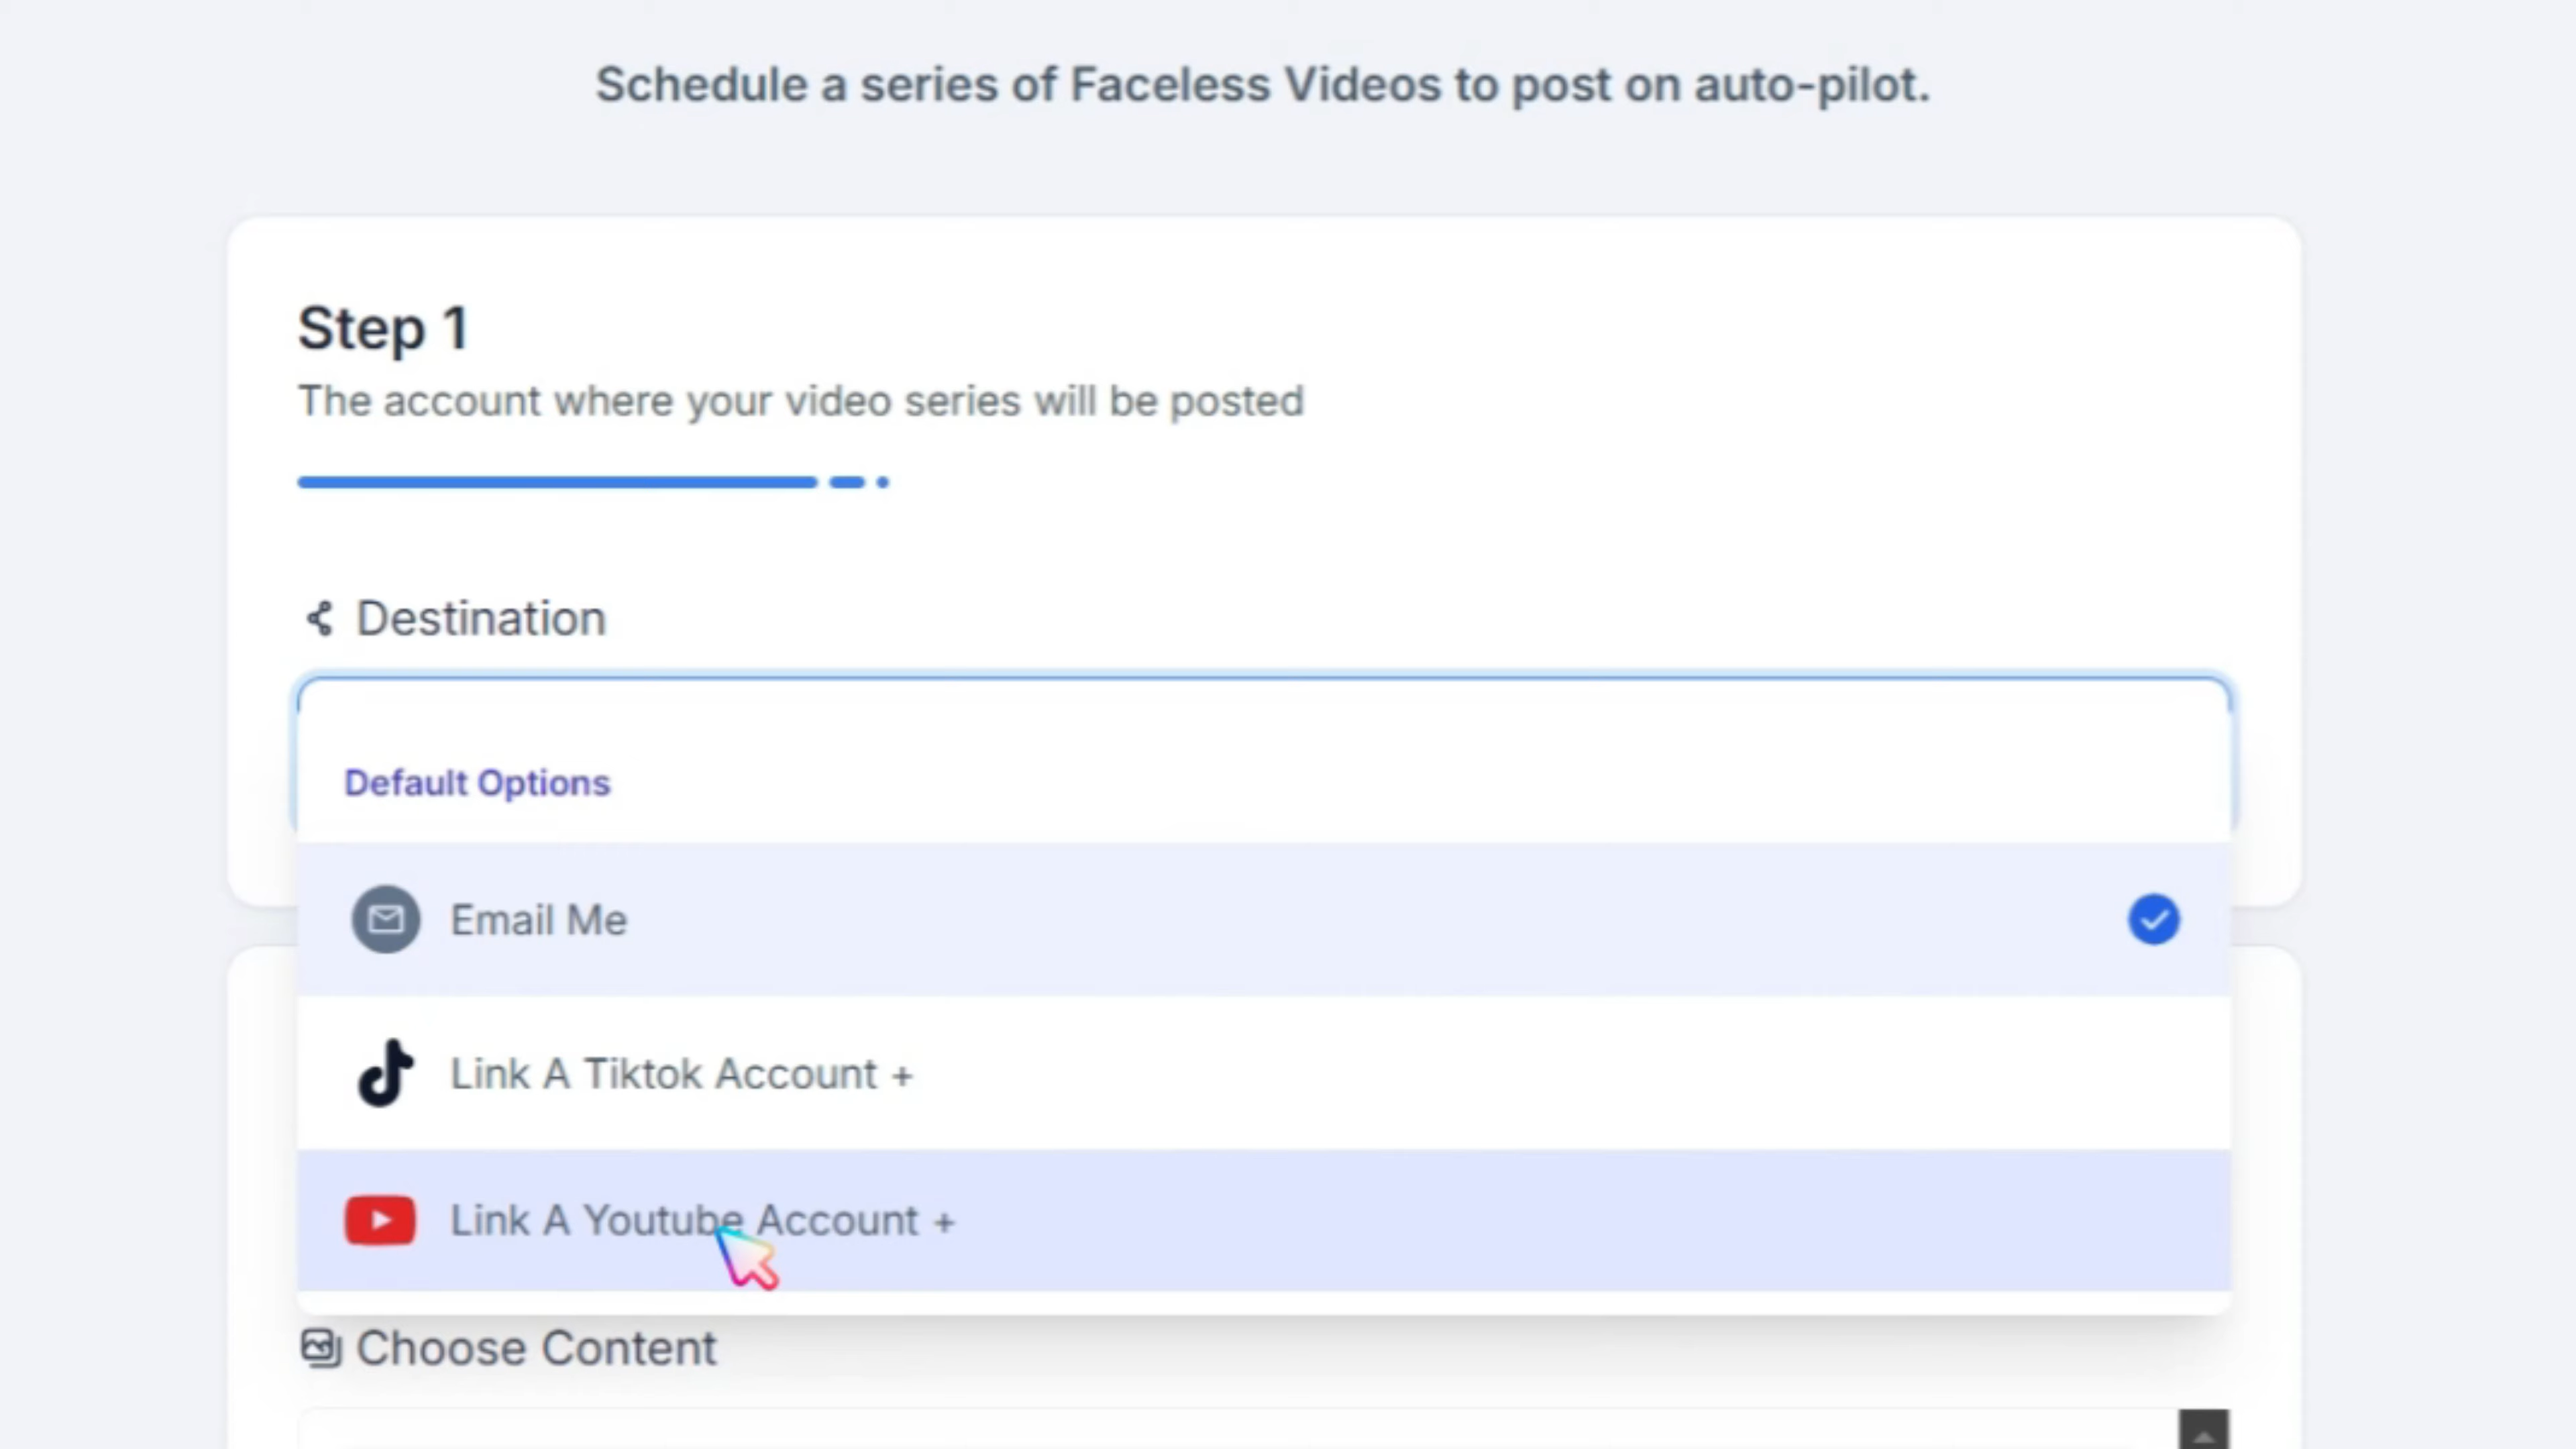 Schedule a series of Faceless Videos to post on auto-pilot.
Step 1
The account where your video series will be posted
Destination
Default Options
Email Me
Link A Tiktok Account +
Link A Youtube Account +
Choose Content